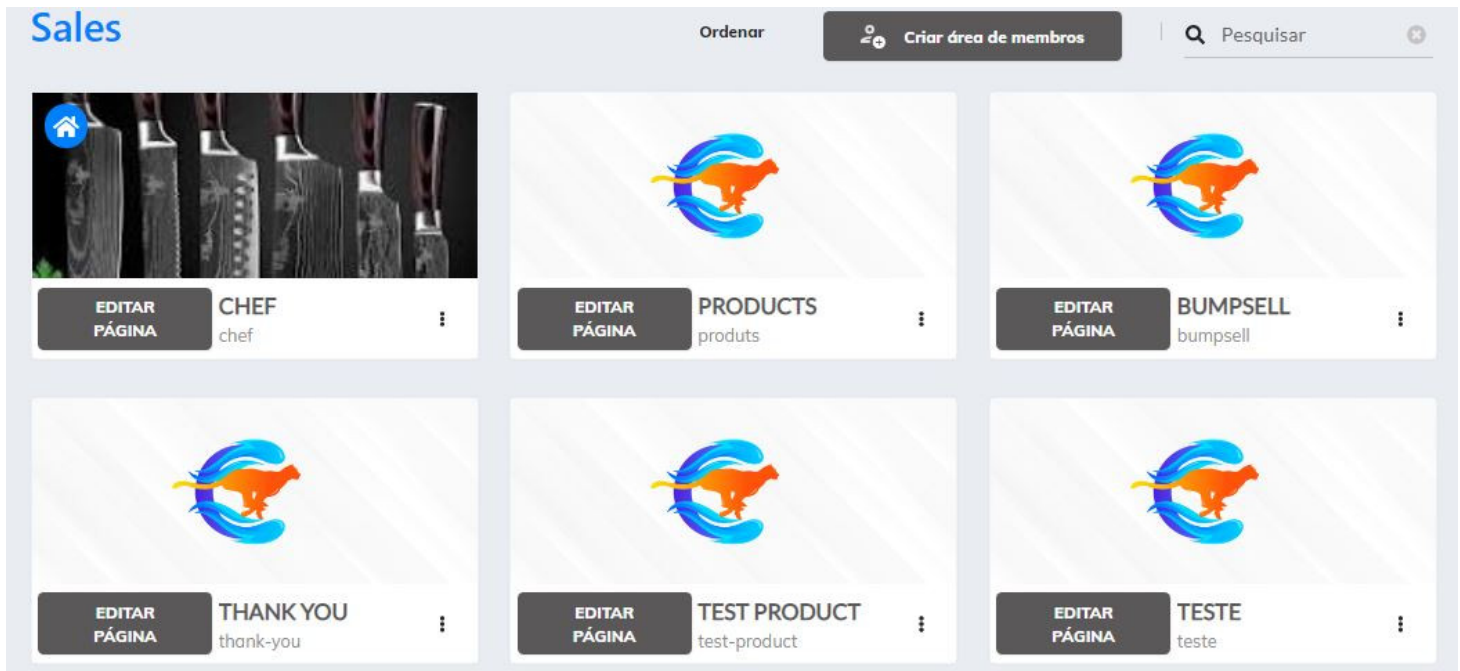 Sales
Ordenar
Criar área de membros
Pesquisar
EDITAR
PÁGINA
CHEF
chef
EDITAR
PÁGINA
PRODUCTS
produts
EDITAR
PÁGINA
BUMPSELL
bumpsell
EDITAR
PÁGINA
THANK YOU
thank-you
EDITAR
PÁGINA
TEST PRODUCT
test-product
EDITAR
PÁGINA
TESTE
teste